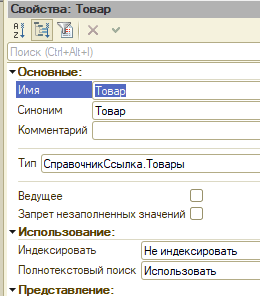 Свойства: Товар
Поиск (Ctrl+Alt+I)
Основные:
Имя Товар
Синоним Товар
Комментарий
Тип СправочникСсылка.Товары
Ведущее
Запрет незаполненных значений
Использование:
Индексировать Не индексировать
Полнотекстовый поиск Использовать
Представление: